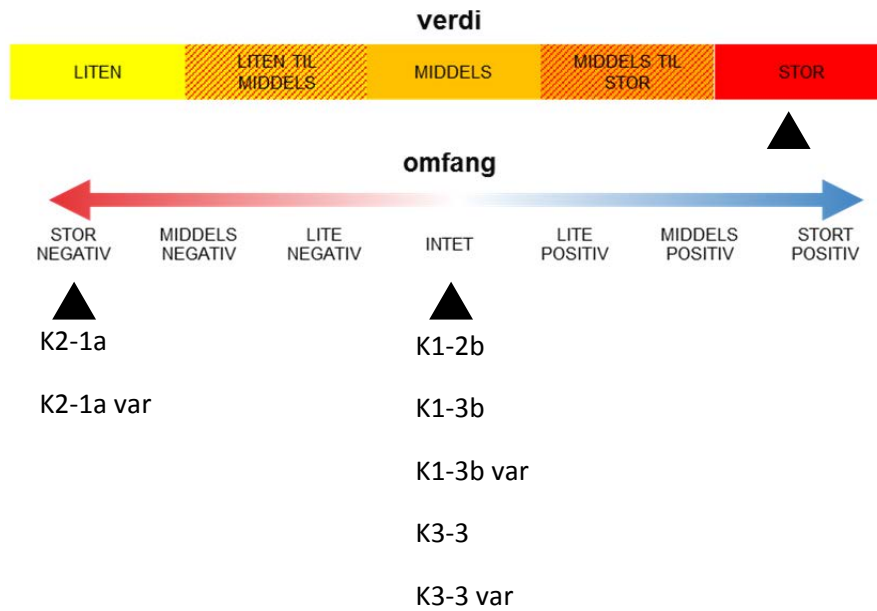 verdi
LITEN
LITEN TIL
MIDDELS
MIDDELS
MIDDELS TIL
STOR
STOR
omfang
STOR
NEGATIV
MIDDELS
NEGATIV
LITE
NEGATIV
INTET
LITE
POSITIV
MIDDELS
POSITIV
STORT
POSITIV
K2-1a
K2-1a var
K1-2b
K1-3b
K1-3b var
K3-3
K3-3 var